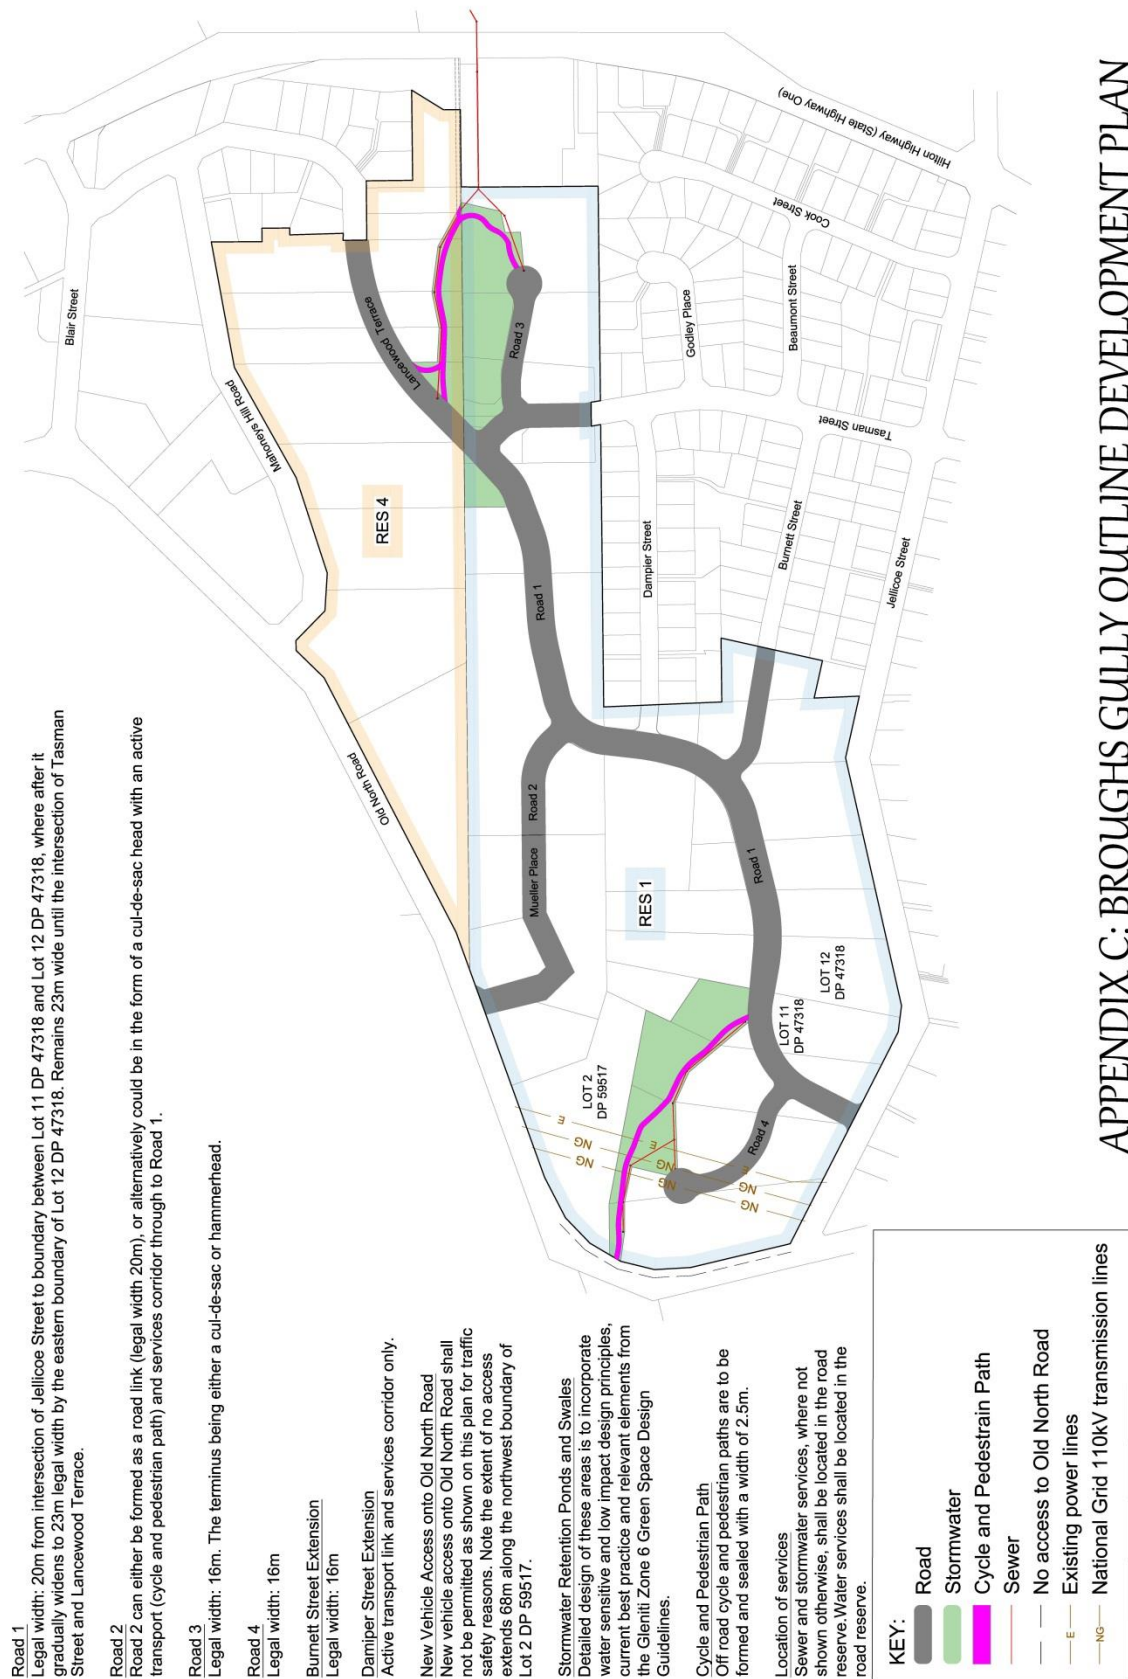 Road 1
Legal width: 20m from intersection of Jellicoe Street to boundary between Lot 11 DP 47318 and Lot 12 DP 47318, where after it
gradually widens to 23m legal width by the eastern boundary of Lot 12 DP 47318. Remains 23m wide until the intersection of Tasman
Street and Lancewood Terrace.
Road 2
Road 2 can either be formed as a road link (legal width 20m), or alternatively could be in the form of a cul-de-sac head with an active
transport (cycle and pedestrian path) and services corridor through to Road 1.
Road 3
Legal width: 16m. The terminus being either a cul-de-sac or hammerhead.
Road 4
Legal width: 16m
Burnett Street Extension
Legal width: 16m
Damiper Street Extension
Active transport link and services corridor only.
New Vehicle Access onto Old North Road
New vehicle access onto Old North Road shall
not be permitted as shown on this plan for traffic
safety reasons. Note the extent of no access
extends 68m along the northwest boundary of
Lot 2 DP 59517.
Stormwater Retention Ponds and Swales
Detailed design of these areas is to incorporate
water sensitive and low impact design principles,
current best practice and relevant elements from
the Gleniti Zone 6 Green Space Design
Guidelines.
Cycle and Pedestrian Path
Off road cycle and pedestrian paths are to be
formed and sealed with a width of 2.5m.
Location of services
Sewer and stormwater services, where not
shown otherwise, shall be located in the road
reserve.Water services shall be located in the
road reserve.
KEY:
Road
Stormwater
Cycle and Pedestrain Path
Sewer
No access to Old North Road
E
Existing power lines
NG
National Grid 110kV transmission lines
Blair Street
Mahoneys Hill Road
Old North Road
RES 4
Lancewood Terrace
Road 3
Road 1
Road 2
Mueller Place
RES 1
Road 1
LOT 2
DP 59517
LOT 11
DP 47318
LOT 12
DP 47318
Road 4
E
NG
NG
E
NG
NG
E
NG
NG
Hilton Highway (State Highway One)
Cook Street
Godley Place
Beaumont Street
Tasman Street
Dampier Street
Burnett Street
Jellicoe Street
APPENDIX C: BROUGHS GULLY OUTLINE DEVELOPMENT PLAN